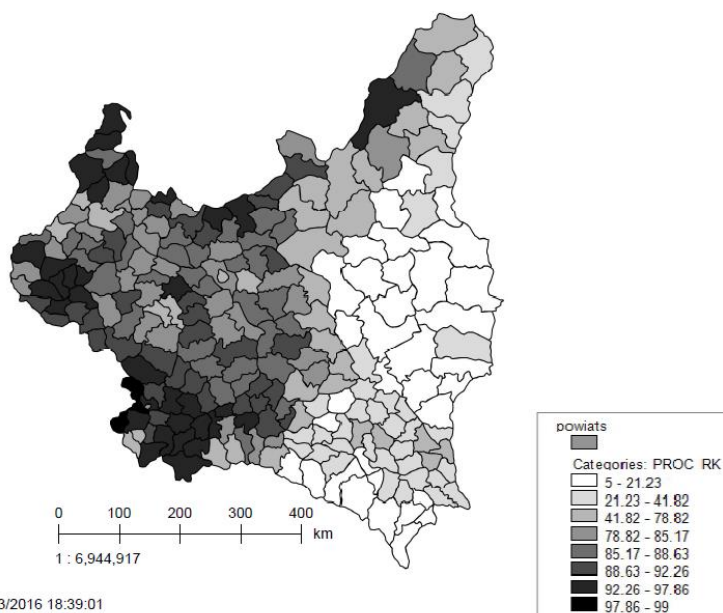 0 100 200 300 400
km
1 : 6,944,917
3/2016 18:39:01
powiats
Categories: PROC_RK
5 - 21.23
21.23 - 41.82
41.82 - 78.82
78.82 - 85.17
85.17 - 88.63
88.63 - 92.26
92.26 - 97.86
97.86 - 99